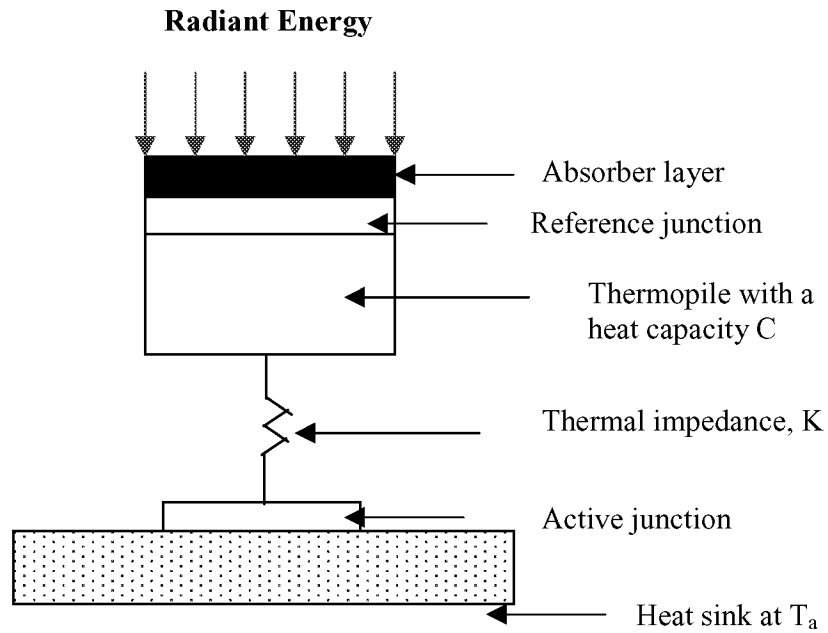 Radiant Energy
Absorber layer
Reference junction
Thermopile with a
heat capacity C
Thermal impedance, K
Active junction
Heat sink at Tₐ